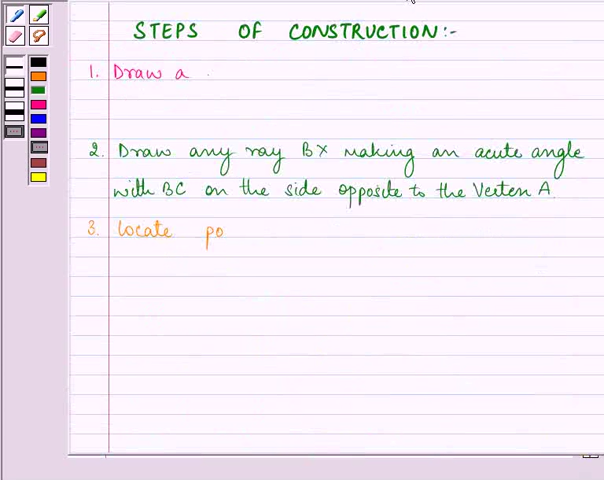 STEPS OF CONSTRUCTION:-
1. Draw a
2. Draw any ray BX making an acute angle
with BC on the side opposite to the Vertex A.
3. Locate po